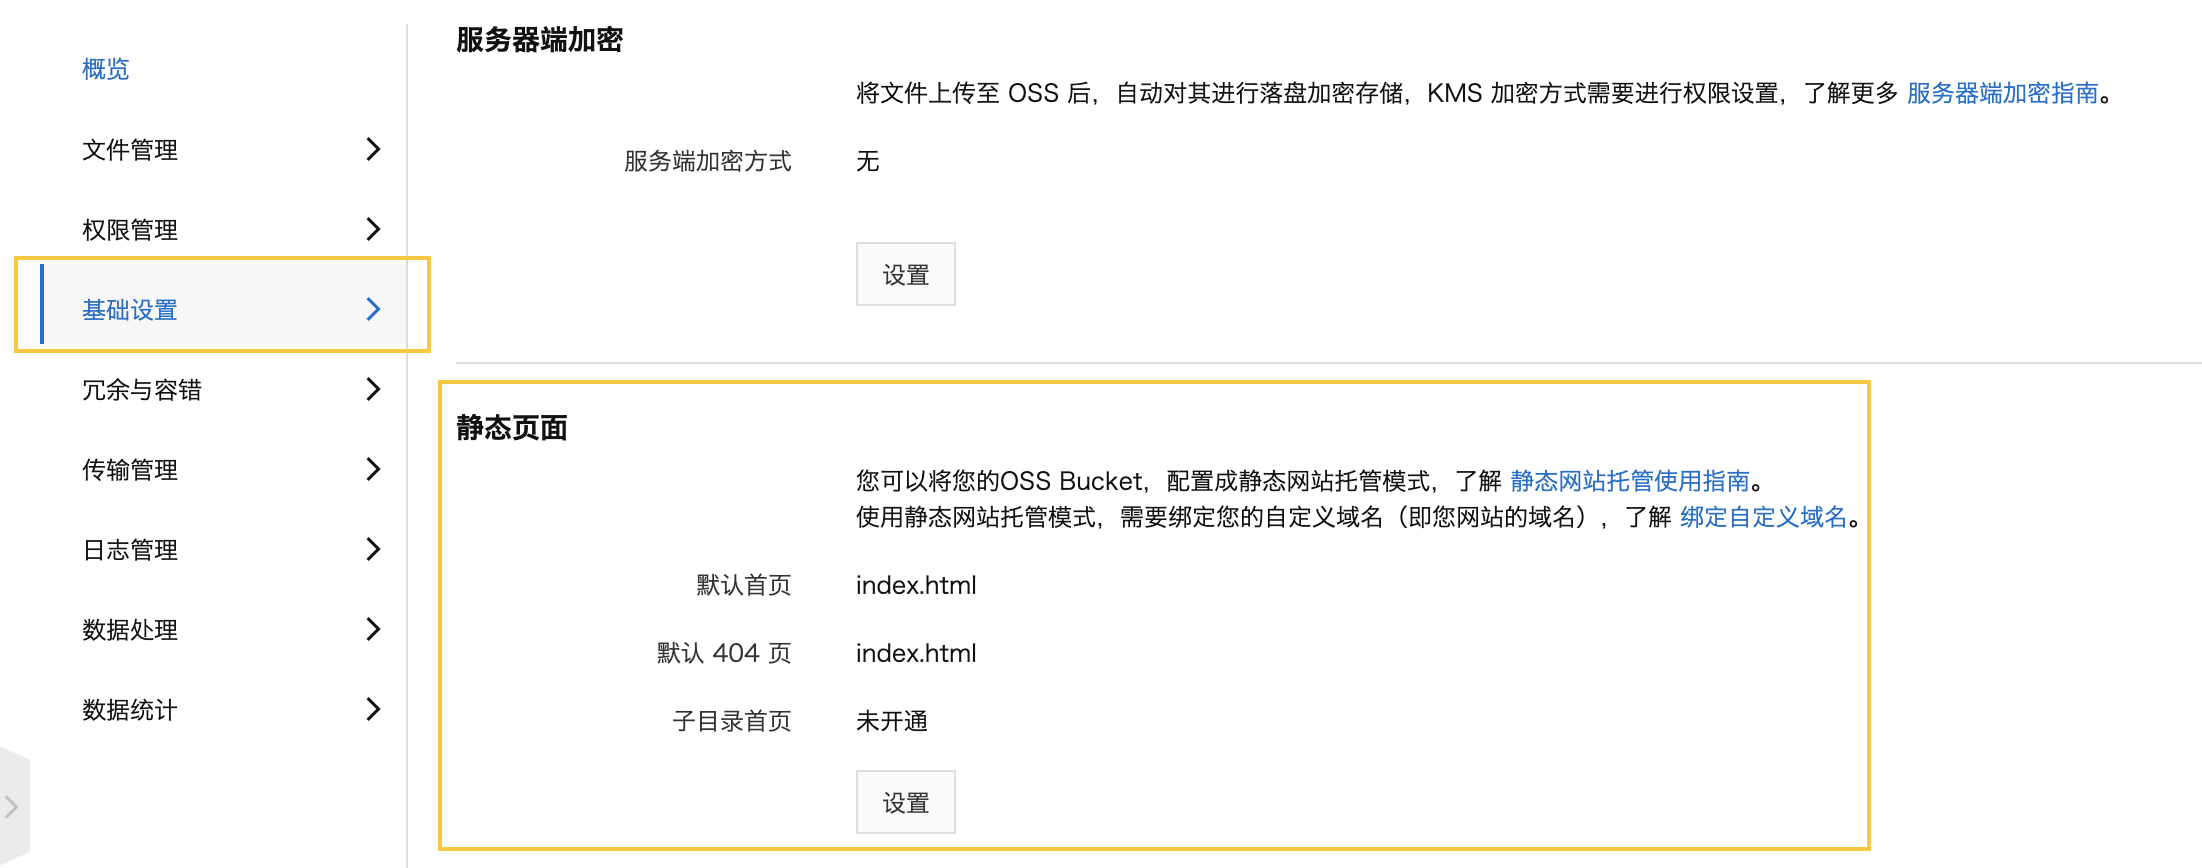 概览
文件管理
权限管理
基础设置
冗余与容错
传输管理
日志管理
数据处理
数据统计
服务器端加密
将文件上传至 OSS 后，自动对其进行落盘加密存储，KMS 加密方式需要进行权限设置，了解更多 服务器端加密指南。
服务端加密方式 无
设置
静态页面
您可以将您的OSS Bucket，配置成静态网站托管模式，了解 静态网站托管使用指南。
使用静态网站托管模式，需要绑定您的自定义域名（即您网站的域名），了解 绑定自定义域名。
默认首页 index.html
默认 404 页 index.html
子目录首页 未开通
设置